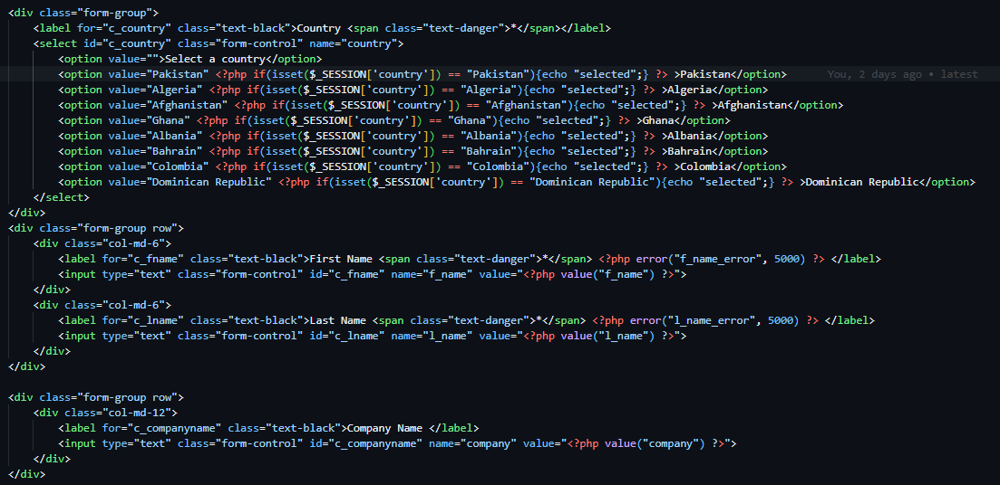 <div class="form-group">
<label for="c_country" class="text-black">Country <span class="text-danger">*</span></label>
<select id="c_country" class="form-control" name="country">
<option value="">Select a country</option>
<option value="Pakistan" <?php if(isset($_SESSION['country']) == "Pakistan"){echo "selected";} ?> >Pakistan</option> You, 2 days ago • latest
<option value="Algeria" <?php if(isset($_SESSION['country']) == "Algeria"){echo "selected";} ?> >Algeria</option>
<option value="Afghanistan" <?php if(isset($_SESSION['country']) == "Afghanistan"){echo "selected";} ?> >Afghanistan</option>
<option value="Ghana" <?php if(isset($_SESSION['country']) == "Ghana"){echo "selected";} ?> >Ghana</option>
<option value="Albania" <?php if(isset($_SESSION['country']) == "Albania"){echo "selected";} ?> >Albania</option>
<option value="Bahrain" <?php if(isset($_SESSION['country']) == "Bahrain"){echo "selected";} ?> >Bahrain</option>
<option value="Colombia" <?php if(isset($_SESSION['country']) == "Colombia"){echo "selected";} ?> >Colombia</option>
<option value="Dominican Republic" <?php if(isset($_SESSION['country']) == "Dominican Republic"){echo "selected";} ?> >Dominican Republic</option>
</select>
</div>
<div class="form-group row">
<div class="col-md-6">
<label for="c_fname" class="text-black">First Name <span class="text-danger">*</span> <?php error("f_name_error", 5000) ?> </label>
<input type="text" class="form-control" id="c_fname" name="f_name" value="<?php value("f_name") ?>">
</div>
<div class="col-md-6">
<label for="c_lname" class="text-black">Last Name <span class="text-danger">*</span> <?php error("l_name_error", 5000) ?> </label>
<input type="text" class="form-control" id="c_lname" name="l_name" value="<?php value("l_name") ?>">
</div>
</div>
<div class="form-group row">
<div class="col-md-12">
<label for="c_companyname" class="text-black">Company Name </label>
<input type="text" class="form-control" id="c_companyname" name="company" value="<?php value("company") ?>">
</div>
</div>